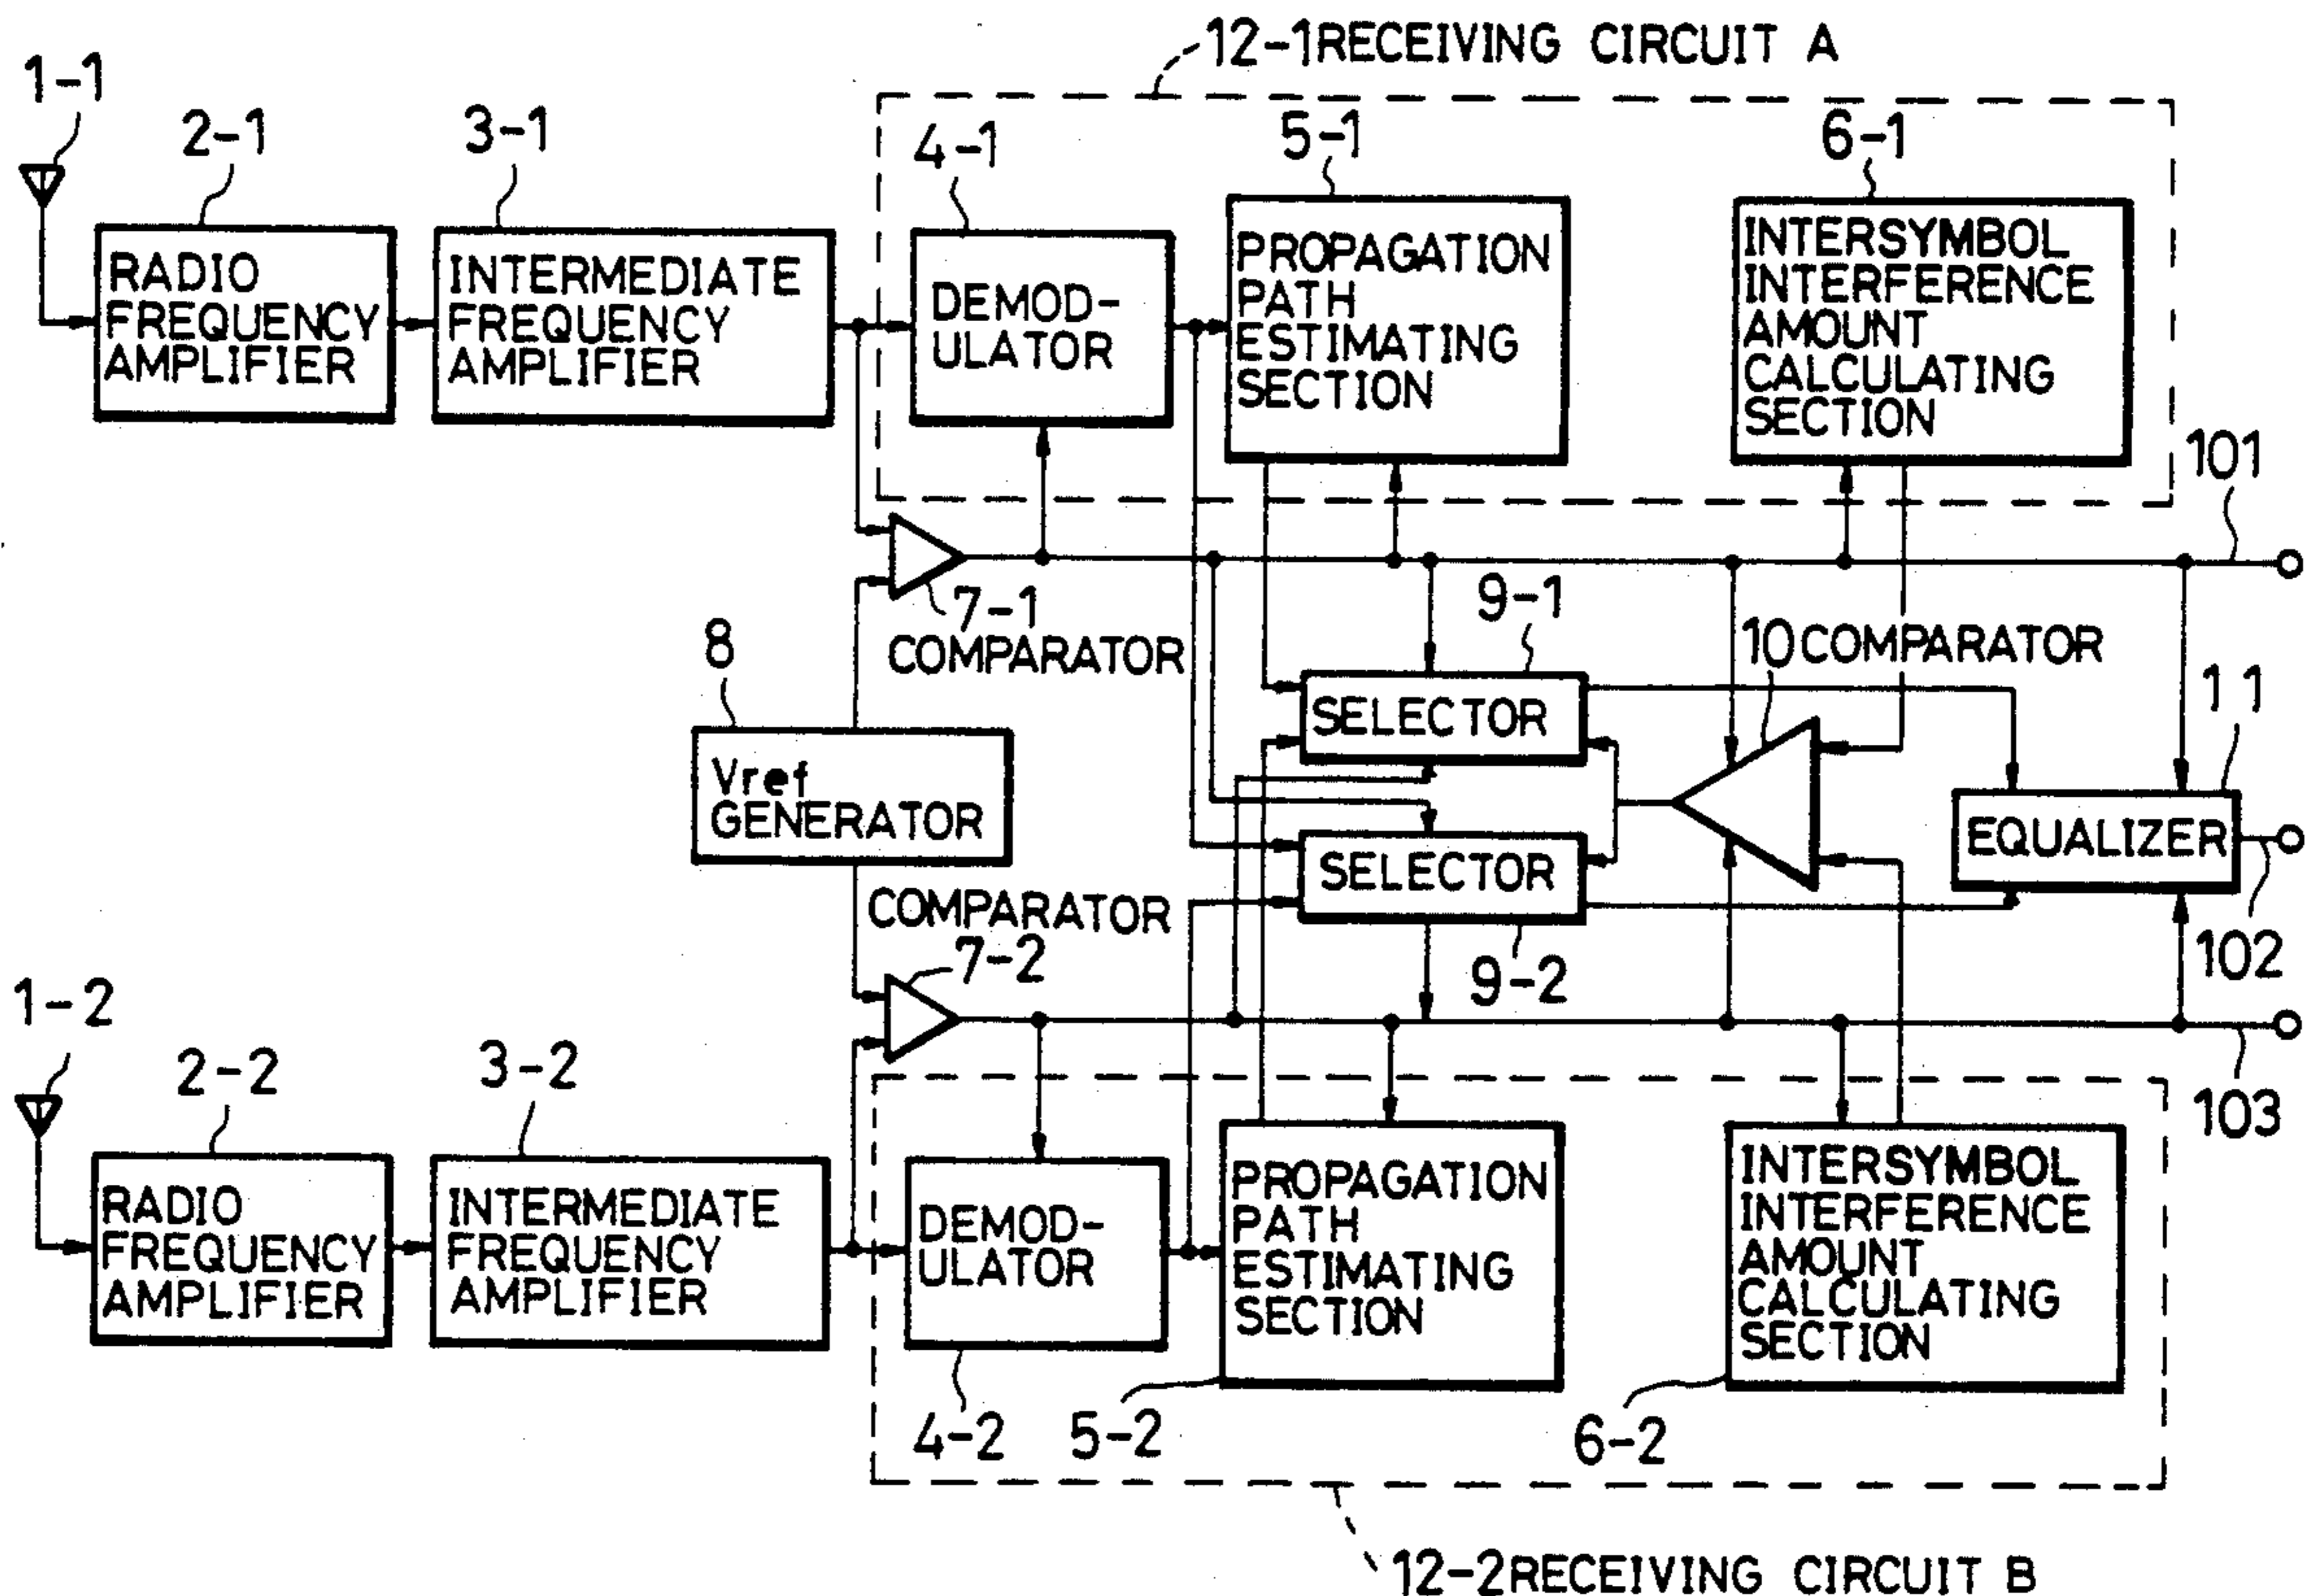 12-1 RECEIVING CIRCUIT A
1-1
2-1
3-1
4-1
5-1
6-1
RADIO
FREQUENCY
AMPLIFIER
INTERMEDIATE
FREQUENCY
AMPLIFIER
DEMOD-
ULATOR
PROPAGATION
PATH
ESTIMATING
SECTION
INTERSYMBOL
INTERFERENCE
AMOUNT
CALCULATING
SECTION
101
7-1
COMPARATOR
8
9-1
10 COMPARATOR
11
Vref
GENERATOR
SELECTOR
SELECTOR
EQUALIZER
COMPARATOR
7-2
9-2
102
1-2
2-2
3-2
103
RADIO
FREQUENCY
AMPLIFIER
INTERMEDIATE
FREQUENCY
AMPLIFIER
DEMOD-
ULATOR
PROPAGATION
PATH
ESTIMATING
SECTION
INTERSYMBOL
INTERFERENCE
AMOUNT
CALCULATING
SECTION
4-2
5-2
6-2
12-2 RECEIVING CIRCUIT B